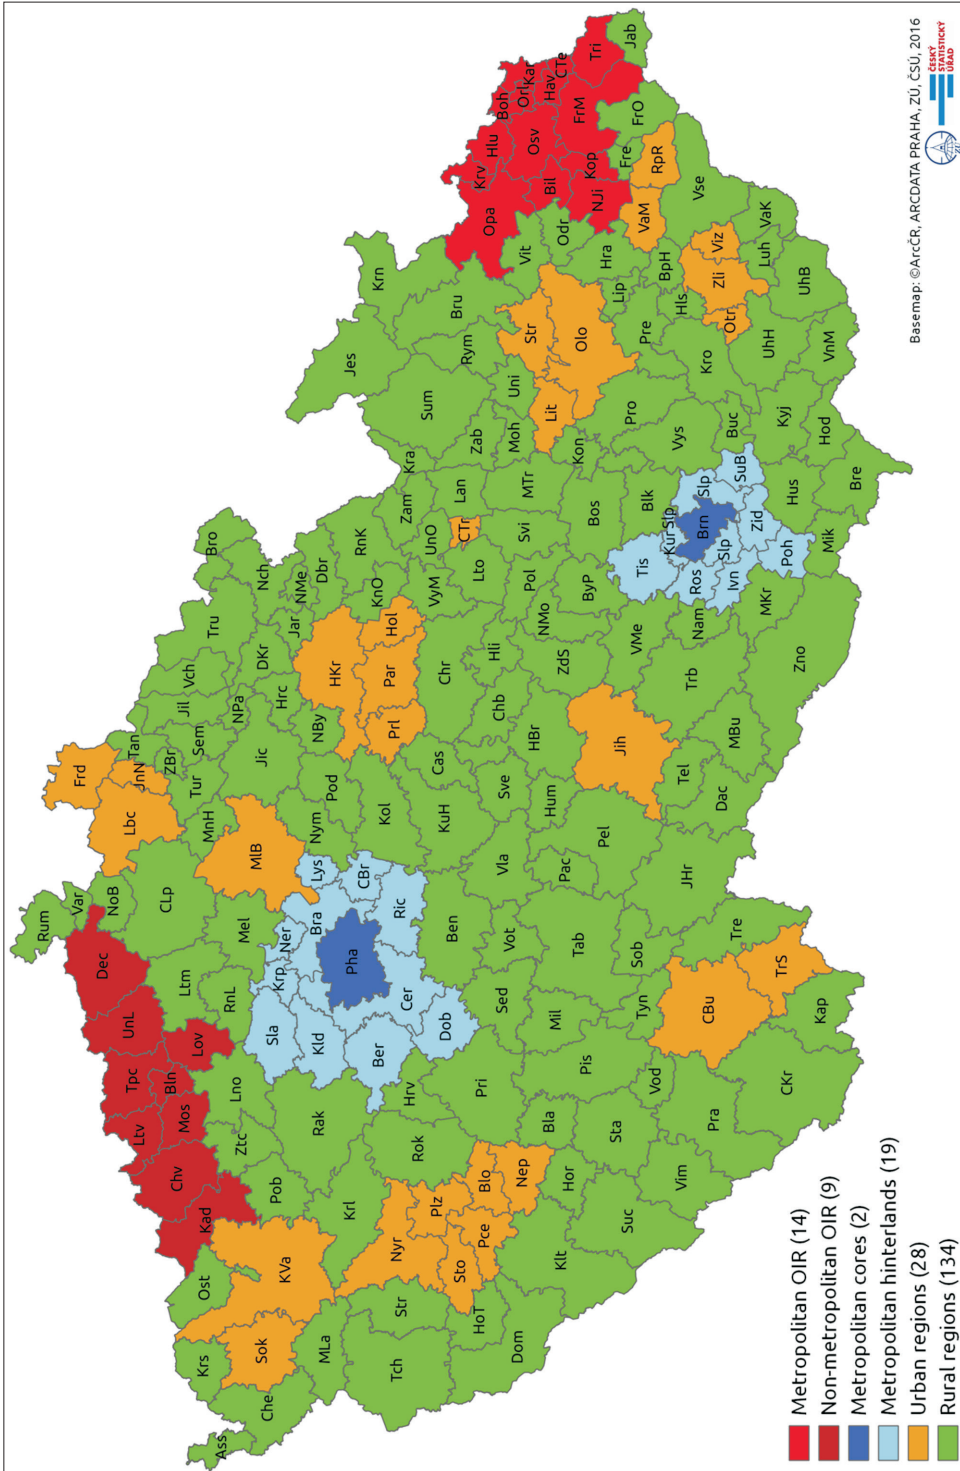 Rum
Var
NoB
Dec
UnL
Tpc
Ltv
Bln
Lov
Mos
Chv
Kad
Ltm
CLp
RnL
Mel
Lno
Ztc
Pob
Ost
KVa
Sok
Krs
Che
Ass
MLa
Tch
Str
Krl
Rak
Sla
Kld
Krp
Ner
Bra
Lys
CBr
Ric
Pha
Cer
Ber
Dob
Hrv
Rok
Nyr
Plz
Blo
Nep
Pce
Sto
HoT
Dom
Klt
Hor
Suc
Bla
Pri
Sta
Vim
Pra
Vod
Pis
Mil
Tyn
CKr
Kap
CBu
TrS
Tre
Sob
Tab
Sed
Vot
Ben
Vla
Pac
Pel
JHr
Frd
JnN
Lbc
Tan
ZBr
Tur
MnH
MlB
Sem
Jil
Vch
NPa
Jic
Hrc
DKr
Tru
Bro
Nch
NMe
Jar
Dbr
RnK
KnO
HKr
NBy
Hol
Par
Prl
Nym
Pod
Kol
KuH
Cas
Chr
VyM
UnO
Zam
Kra
Lan
CTr
Lto
Svi
MTr
Pol
Hli
Chb
HBr
Sve
Hum
NMo
ZdS
ByP
Bos
Blk
Jih
VMe
Trb
Nam
Tel
Dac
MBu
Zno
MKr
Tis
Kur
Slp
Brn
Slp
Slp
Ros
Ivn
Zid
Poh
SuB
Mik
Hus
Bre
Hod
Kyj
Buc
Vys
Kon
Pro
Jes
Krn
Bru
Rym
Sum
Zab
Moh
Uni
Lit
Str
Olo
Vit
Odr
Hra
Lip
Pre
BpH
Hls
Kro
Otr
Zli
Viz
UhH
VnM
UhB
Luh
VaK
Vse
VaM
RpR
Fre
FrO
Opa
Krv
Hlu
Boh
Orl
Kar
Hav
CTe
Tri
Jab
Osv
Bil
Kop
FrM
NJi
Metropolitan OIR (14)
Non-metropolitan OIR (9)
Metropolitan cores (2)
Metropolitan hinterlands (19)
Urban regions (28)
Rural regions (134)
Basemap: ©ArcČR, ARCDATA PRAHA, ZÚ, ČSÚ, 2016
ZÚ
ČESKÝ
STATISTICKÝ
ÚŘAD